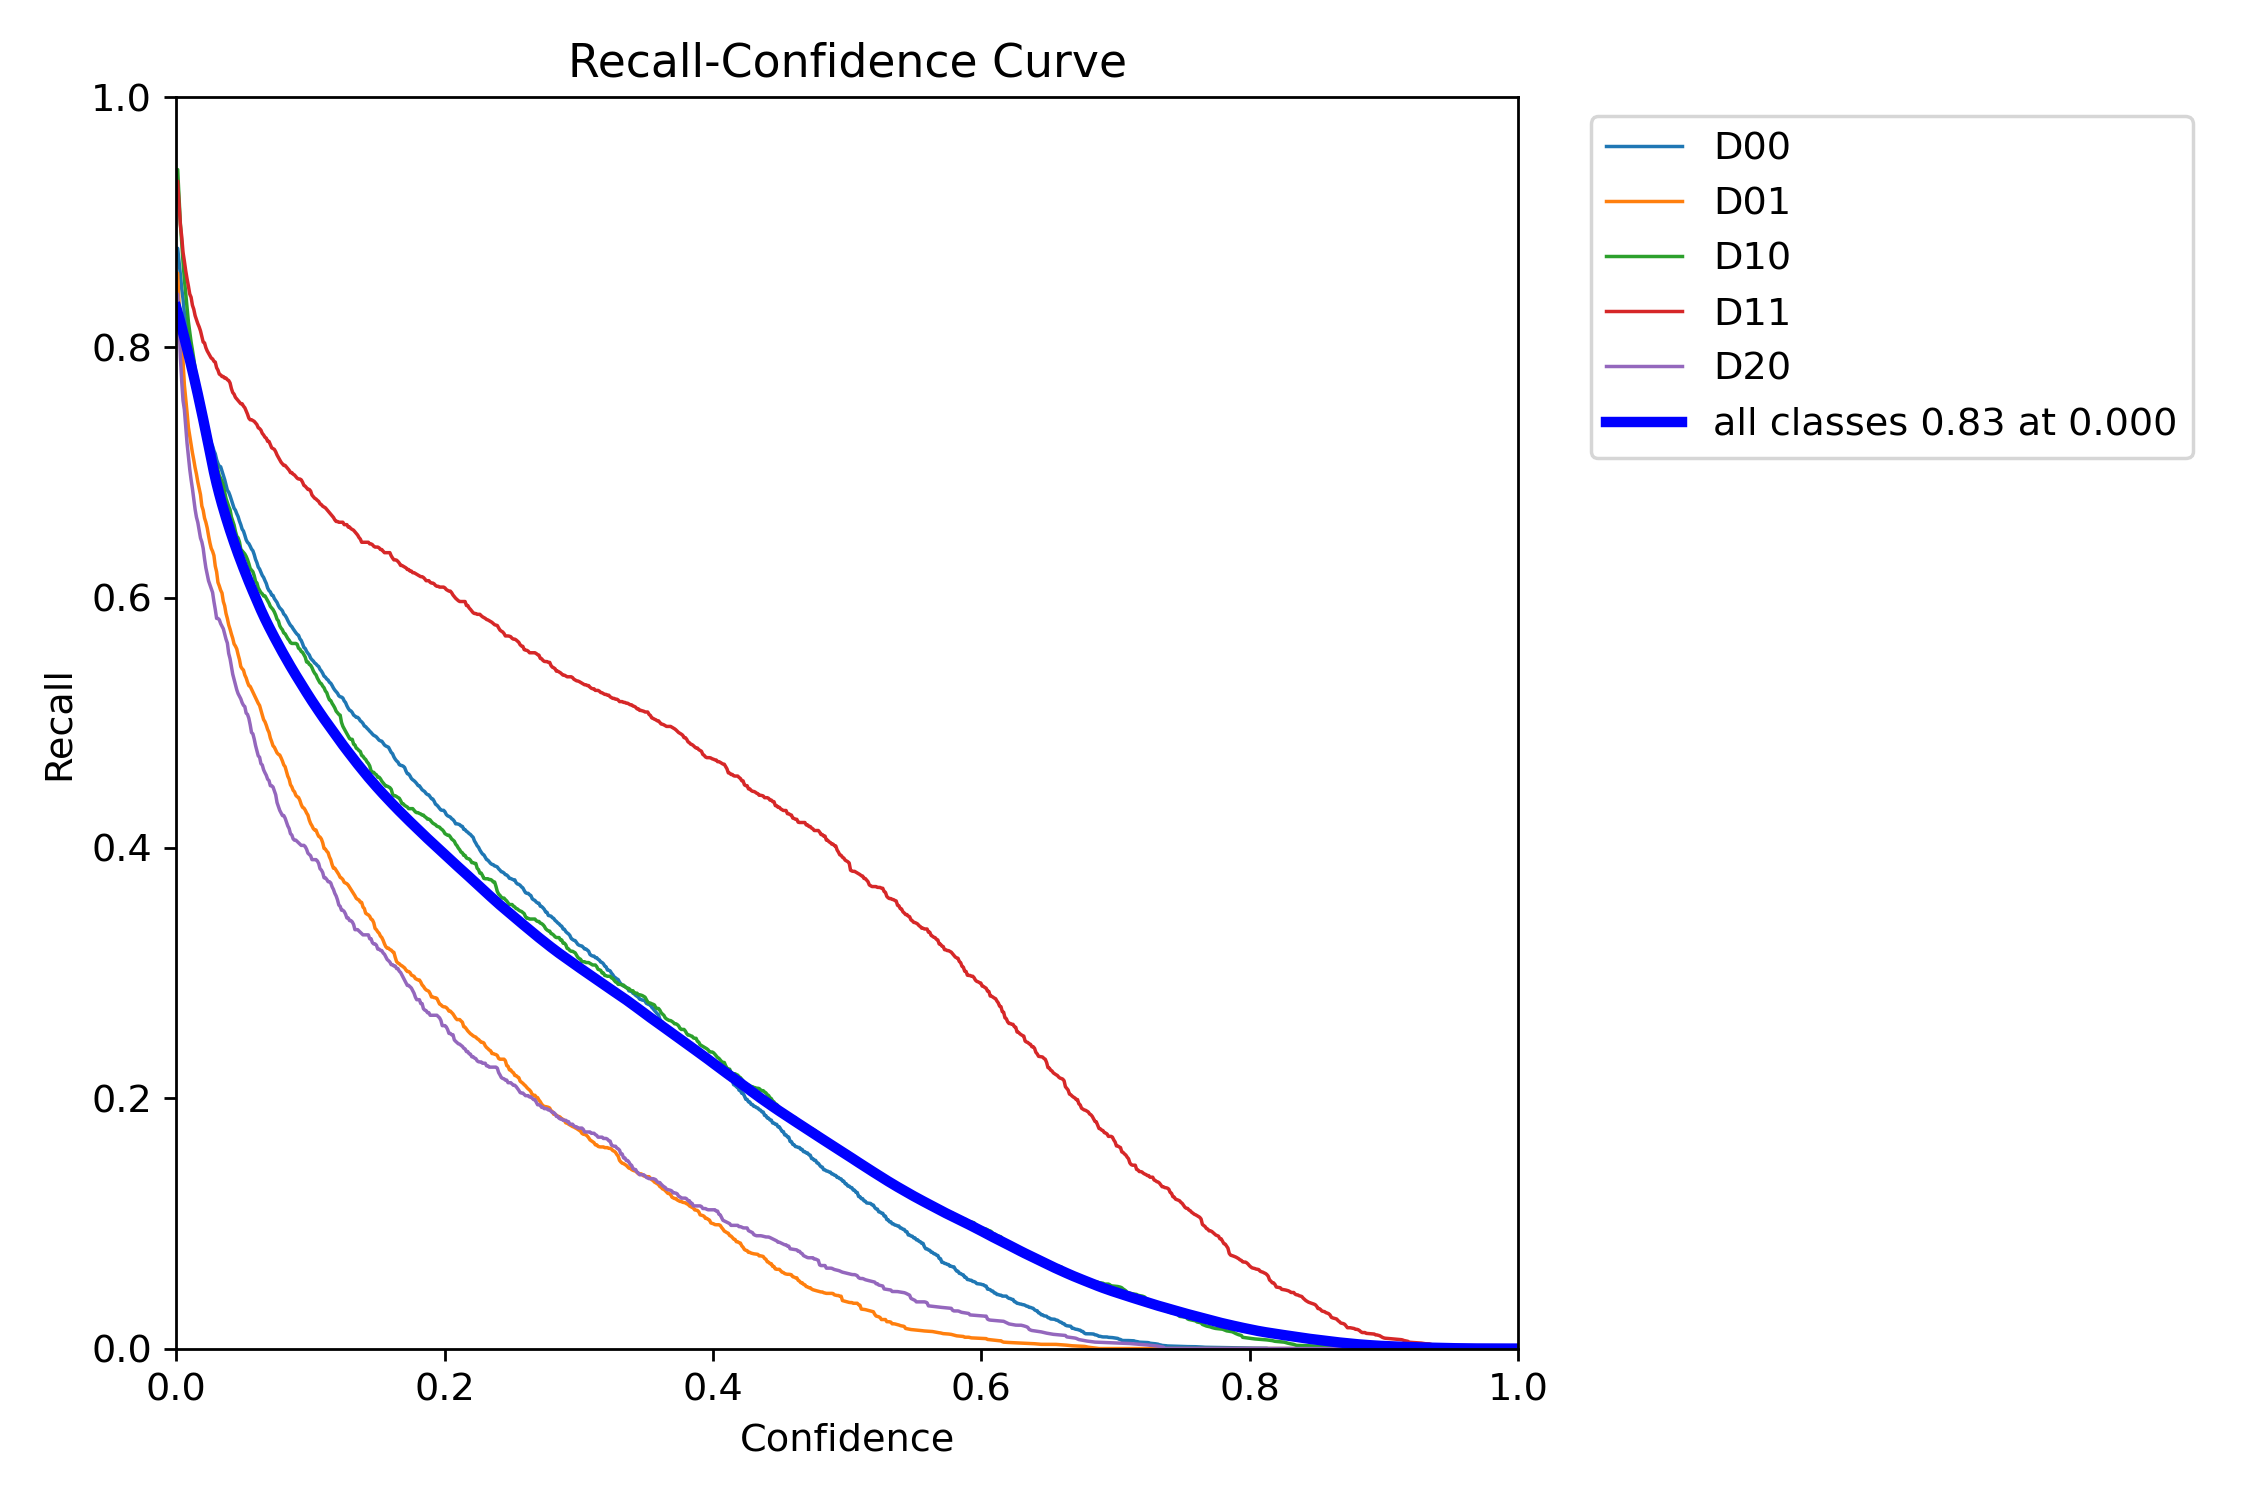 Recall-Confidence Curve
1.0
0.8
0.6
0.4
0.2
0.0
Recall
0.0 0.2 0.4 0.6 0.8 1.0
Confidence
D00
D01
D10
D11
D20
all classes 0.83 at 0.000